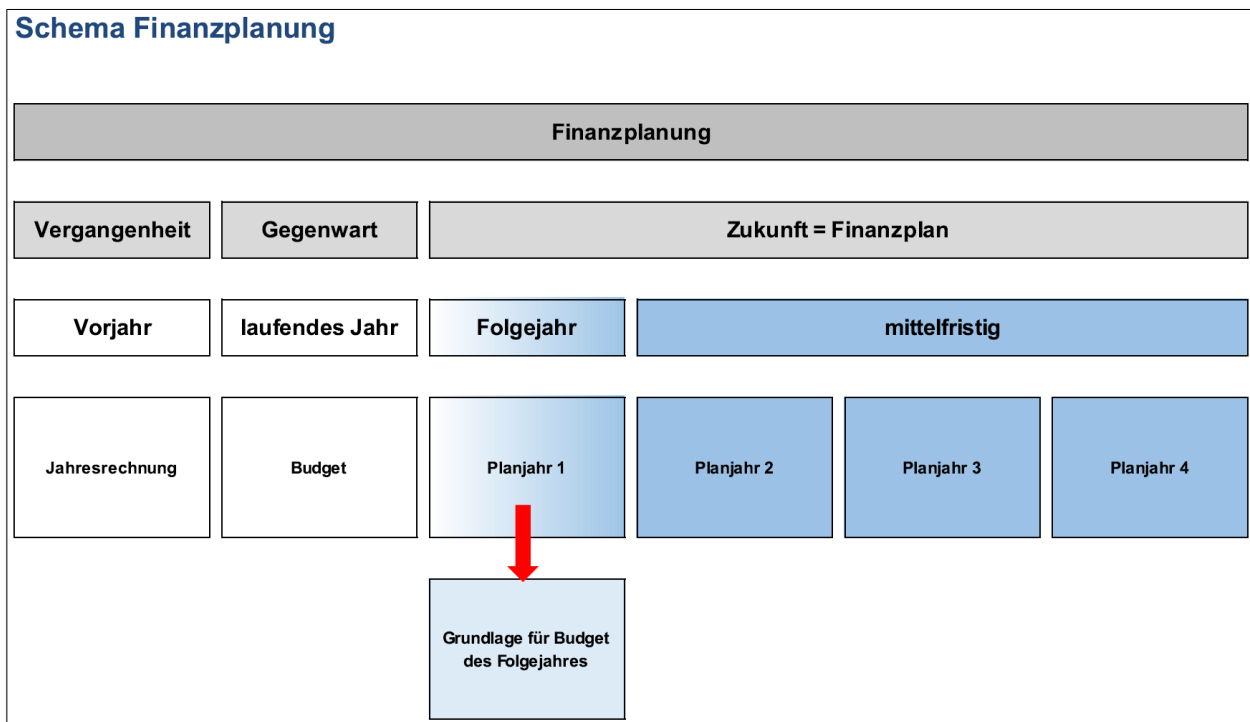 Schema Finanzplanung
Finanzplanung
Vergangenheit
Gegenwart
Zukunft = Finanzplan
Vorjahr
laufendes Jahr
Folgejahr
mittelfristig
Jahresrechnung
Budget
Planjahr 1
Planjahr 2
Planjahr 3
Planjahr 4
Grundlage für Budget
des Folgejahres